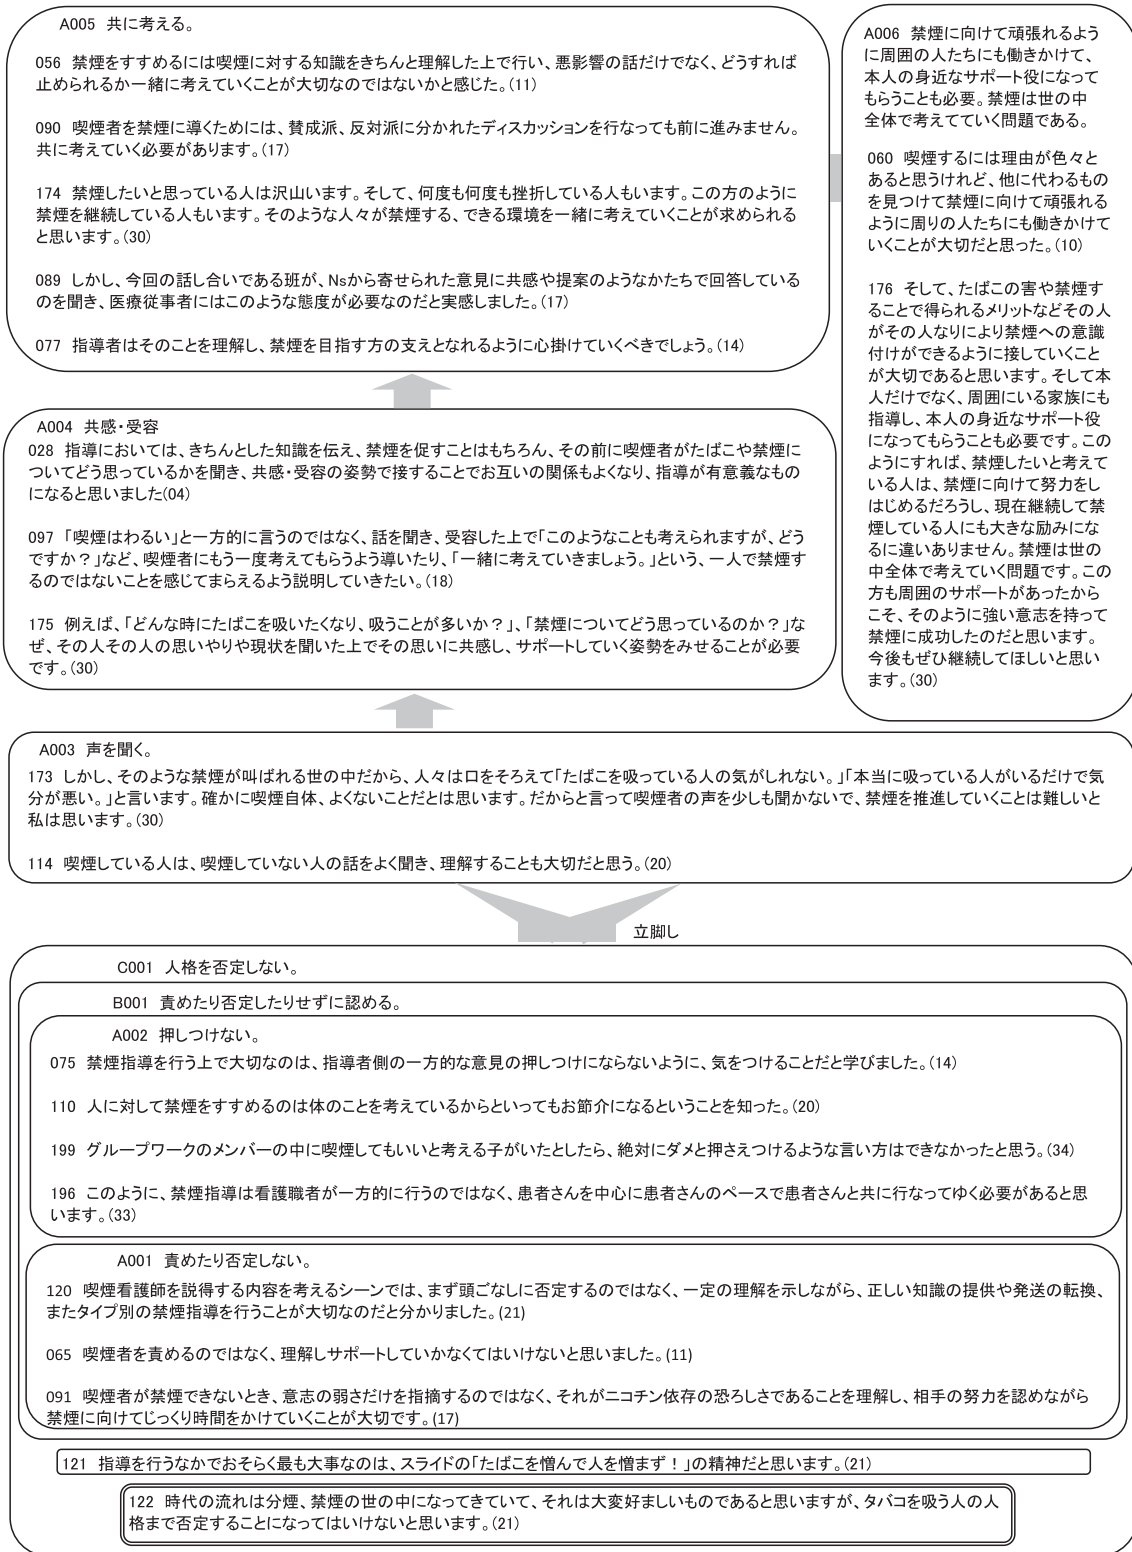 A005 共に考える。
056 禁煙をすすめるには喫煙に対する知識をきちんと理解した上で行い、悪影響の話だけでなく、どうすれば
止められるか一緒に考えていくことが大切なのではないかと感じた。(11)
090 喫煙者を禁煙に導くためには、賛成派、反対派に分かれたディスカッションを行なっても前に進みません。
共に考えていく必要があります。(17)
174 禁煙したいと思っている人は沢山います。そして、何度も何度も挫折している人もいます。この方のように
禁煙を継続している人もいます。そのような人々が禁煙する、できる環境を一緒に考えていくことが求められる
と思います。(30)
089 しかし、今回の話し合いである班が、Nsから寄せられた意見に共感や提案のようなかたちで回答している
のを聞き、医療従事者にはこのような態度が必要なのだと実感しました。(17)
077 指導者はそのことを理解し、禁煙を目指す方の支えとなれるように心掛けていくべきでしょう。(14)
A006 禁煙に向けて頑張れるよう
に周囲の人たちにも働きかけて、
本人の身近なサポート役になって
もらうことも必要。禁煙は世の中
全体で考えてていく問題である。
060 喫煙するには理由が色々と
あると思うけれど、他に代わるもの
を見つけて禁煙に向けて頑張れる
ように周りの人たちにも働きかけて
いくことが大切だと思った。(10)
176 そして、たばこの害や禁煙す
ることで得られるメリットなどその人
がその人なりにより禁煙への意識
付けができるように接していくこと
が大切であると思います。そして本
人だけでなく、周囲にいる家族にも
指導し、本人の身近なサポート役
になってもらうことも必要です。この
ようにすれば、禁煙したいと考えて
いる人は、禁煙に向けて努力をし
はじめるだろうし、現在継続して禁
煙している人にも大きな励みにな
るに違いありません。禁煙は世の
中全体で考えていく問題です。この
方も周囲のサポートがあったから
こそ、そのように強い意志を持って
禁煙に成功したのだと思います。
今後もぜひ継続してほしいと思い
ます。(30)
A004 共感・受容
028 指導においては、きちんとした知識を伝え、禁煙を促すことはもちろん、その前に喫煙者がたばこや禁煙に
ついてどう思っているかを聞き、共感・受容の姿勢で接することでお互いの関係もよくなり、指導が有意義なもの
になると思いました(04)
097 「喫煙はわるい」と一方的に言うのではなく、話を聞き、受容した上で「このようなことも考えられますが、どう
ですか？」など、喫煙者にもう一度考えてもらうよう導いたり、「一緒に考えていきましょう。」という、一人で禁煙す
るのではないことを感じてまらえるよう説明していきたい。(18)
175 例えば、「どんな時にたばこを吸いたくなり、吸うことが多いか？」、「禁煙についてどう思っているのか？」な
ぜ、その人その人の思いやりや現状を聞いた上でその思いに共感し、サポートしていく姿勢をみせることが必要
です。(30)
A003 声を聞く。
173 しかし、そのような禁煙が叫ばれる世の中だから、人々は口をそろえて「たばこを吸っている人の気がしれない。」「本当に吸っている人がいるだけで気
分が悪い。」と言います。確かに喫煙自体、よくないことだとは思います。だからと言って喫煙者の声を少しも聞かないで、禁煙を推進していくことは難しいと
私は思います。(30)
114 喫煙している人は、喫煙していない人の話をよく聞き、理解することも大切だと思う。(20)
立脚し
C001 人格を否定しない。
B001 責めたり否定したりせずに認める。
A002 押しつけない。
075 禁煙指導を行う上で大切なのは、指導者側の一方的な意見の押しつけにならないように、気をつけることだと学びました。(14)
110 人に対して禁煙をすすめるのは体のことを考えているからといってもお節介になるということを知った。(20)
199 グループワークのメンバーの中に喫煙してもいいと考える子がいたとしたら、絶対にダメと押さえつけるような言い方はできなかったと思う。(34)
196 このように、禁煙指導は看護職者が一方的に行うのではなく、患者さんを中心に患者さんのペースで患者さんと共に行なってゆく必要があると思
います。(33)
A001 責めたり否定しない。
120 喫煙看護師を説得する内容を考えるシーンでは、まず頭ごなしに否定するのではなく、一定の理解を示しながら、正しい知識の提供や発送の転換、
またタイプ別の禁煙指導を行うことが大切なのだと分かりました。(21)
065 喫煙者を責めるのではなく、理解しサポートしていかなくてはいけないと思いました。(11)
091 喫煙者が禁煙できないとき、意志の弱さだけを指摘するのではなく、それがニコチン依存の恐ろしさであることを理解し、相手の努力を認めながら
禁煙に向けてじっくり時間をかけていくことが大切です。(17)
121 指導を行うなかでおそらく最も大事なのは、スライドの「たばこを憎んで人を憎まず！」の精神だと思います。(21)
122 時代の流れは分煙、禁煙の世の中になってきていて、それは大変好ましいものであると思いますが、タバコを吸う人の人
格まで否定することになってはいけないと思います。(21)